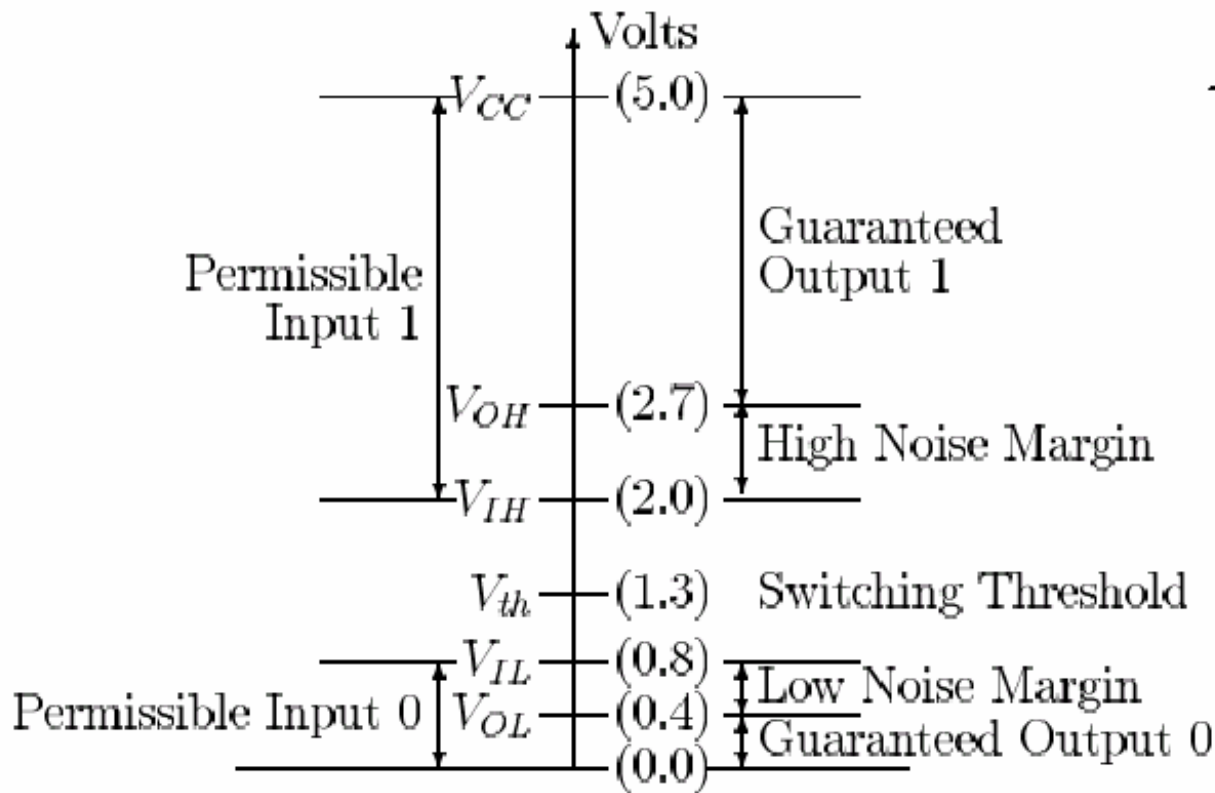 Volts
V_CC (5.0)
Guaranteed
Output 1
Permissible
Input 1
V_OH (2.7)
High Noise Margin
V_IH (2.0)
V_th (1.3) Switching Threshold
V_IL (0.8)
Low Noise Margin
Permissible Input 0
V_OL (0.4)
Guaranteed Output 0
(0.0)